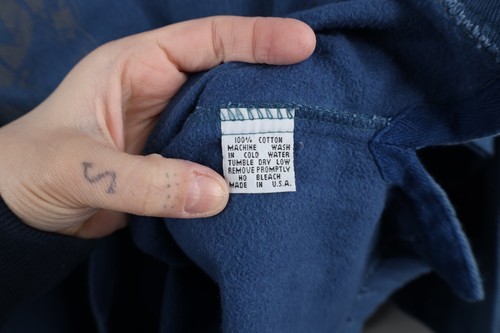 100% COTTON
MACHINE WASH
IN COLD WATER
TUMBLE DRY LOW
REMOVE PROMPTLY
NO BLEACH
MADE IN U.S.A.